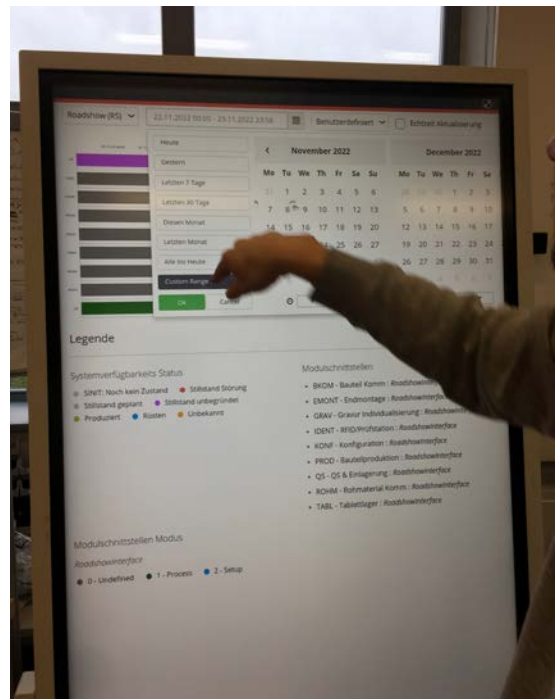 Roadshow (RS)
22.11.2022 00:00 - 29.11.2022 23:59
Benutzerdefiniert
Echtzeit Aktualisierung
Heute
Gestern
Letzten 7 Tage
Letzten 30 Tage
Diesen Monat
Letzten Monat
Alle bis Heute
Custom Range
Ok
November 2022
Mo Tu We Th Fr Sa Su
31 1 2 3 4 5 6
7 8 9 10 11 12 13
14 15 16 17 18 19 20
25 26 27
December 2022
Mo Tu We Th Fr Sa Su
1 2 3
5 6 7 8 9 10
12 13 14 15 16 17
19 20 21 22 23 24
26 27 28 29 30 31
Legende
Systemverfügbarkeits Status
SINIT: Noch kein Zustand
Stillstand Störung
Stillstand geplant
Stillstand unbegründet
Produziert
Rüsten
Unbekannt
Modulschnittstellen
BKOM - Bauteil Komm : Roadshowinterface
EMONT - Endmontage : Roadshowinterface
GRAV - Gravur Individualisierung : Roadshowinterface
IDENT - RFID/Prüfstation : Roadshowinterface
KONF - Konfiguration : Roadshowinterface
PROD - Bauteilproduktion : Roadshowinterface
QS - QS & Einlagerung : Roadshowinterface
ROHM - Rohmaterial Komm : Roadshowinterface
TABL - Tablettlager : Roadshowinterface
Modulschnittstellen Modus
Roadshowinterface
0 - Undefined
1 - Process
2 - Setup